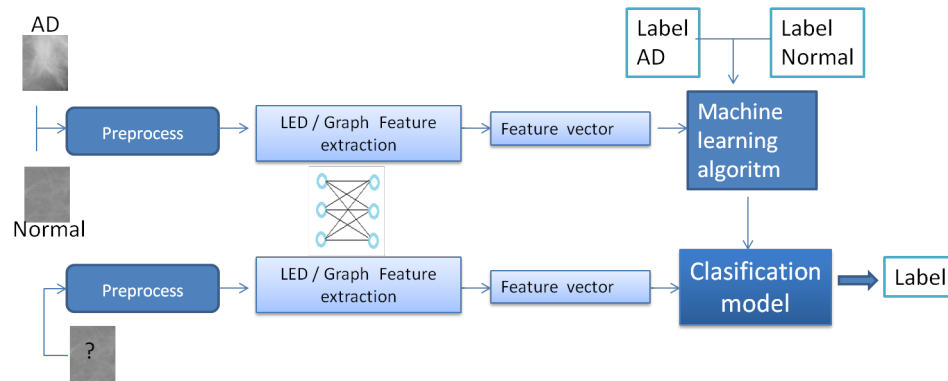 AD
Label
AD
Label
Normal
Preprocess
LED / Graph Feature
extraction
Feature vector
Machine
learning
algoritm
Normal
Preprocess
LED / Graph Feature
extraction
Feature vector
Clasification
model
Label
?